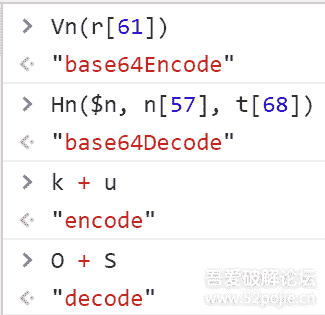 > Vn(r[61])
<· "base64Encode"
> Hn($n, n[57], t[68])
<· "base64Decode"
> k + u
<· "encode"
> O + S
<· "decode"
吾爱破解论坛
www.52pojie.cn